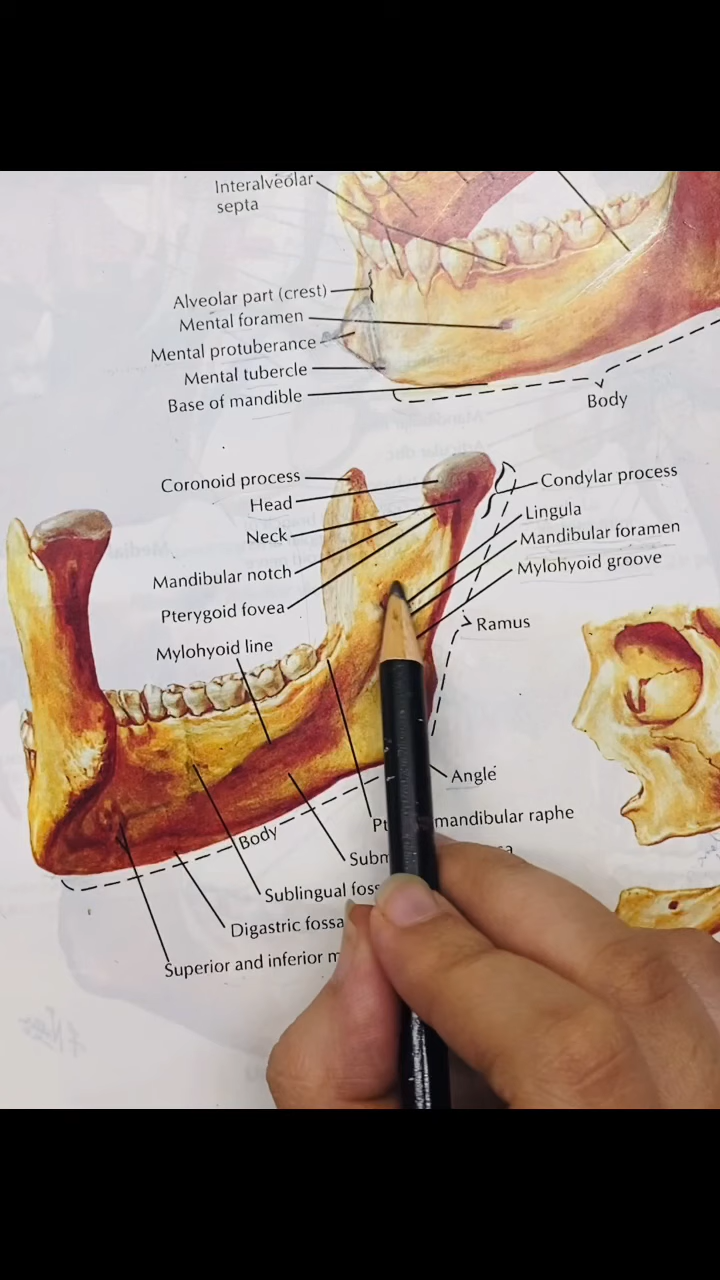 Interalveolar
septa
Alveolar part (crest)
Mental foramen
Mental protuberance
Mental tubercle
Base of mandible
Body
Coronoid process
Head
Neck
Mandibular notch
Pterygoid fovea
Mylohyoid line
Condylar process
Lingula
Mandibular foramen
Mylohyoid groove
Ramus
Angle
mandibular raphe
Body
Sublingual
Digastric fossa
Superior and inferior